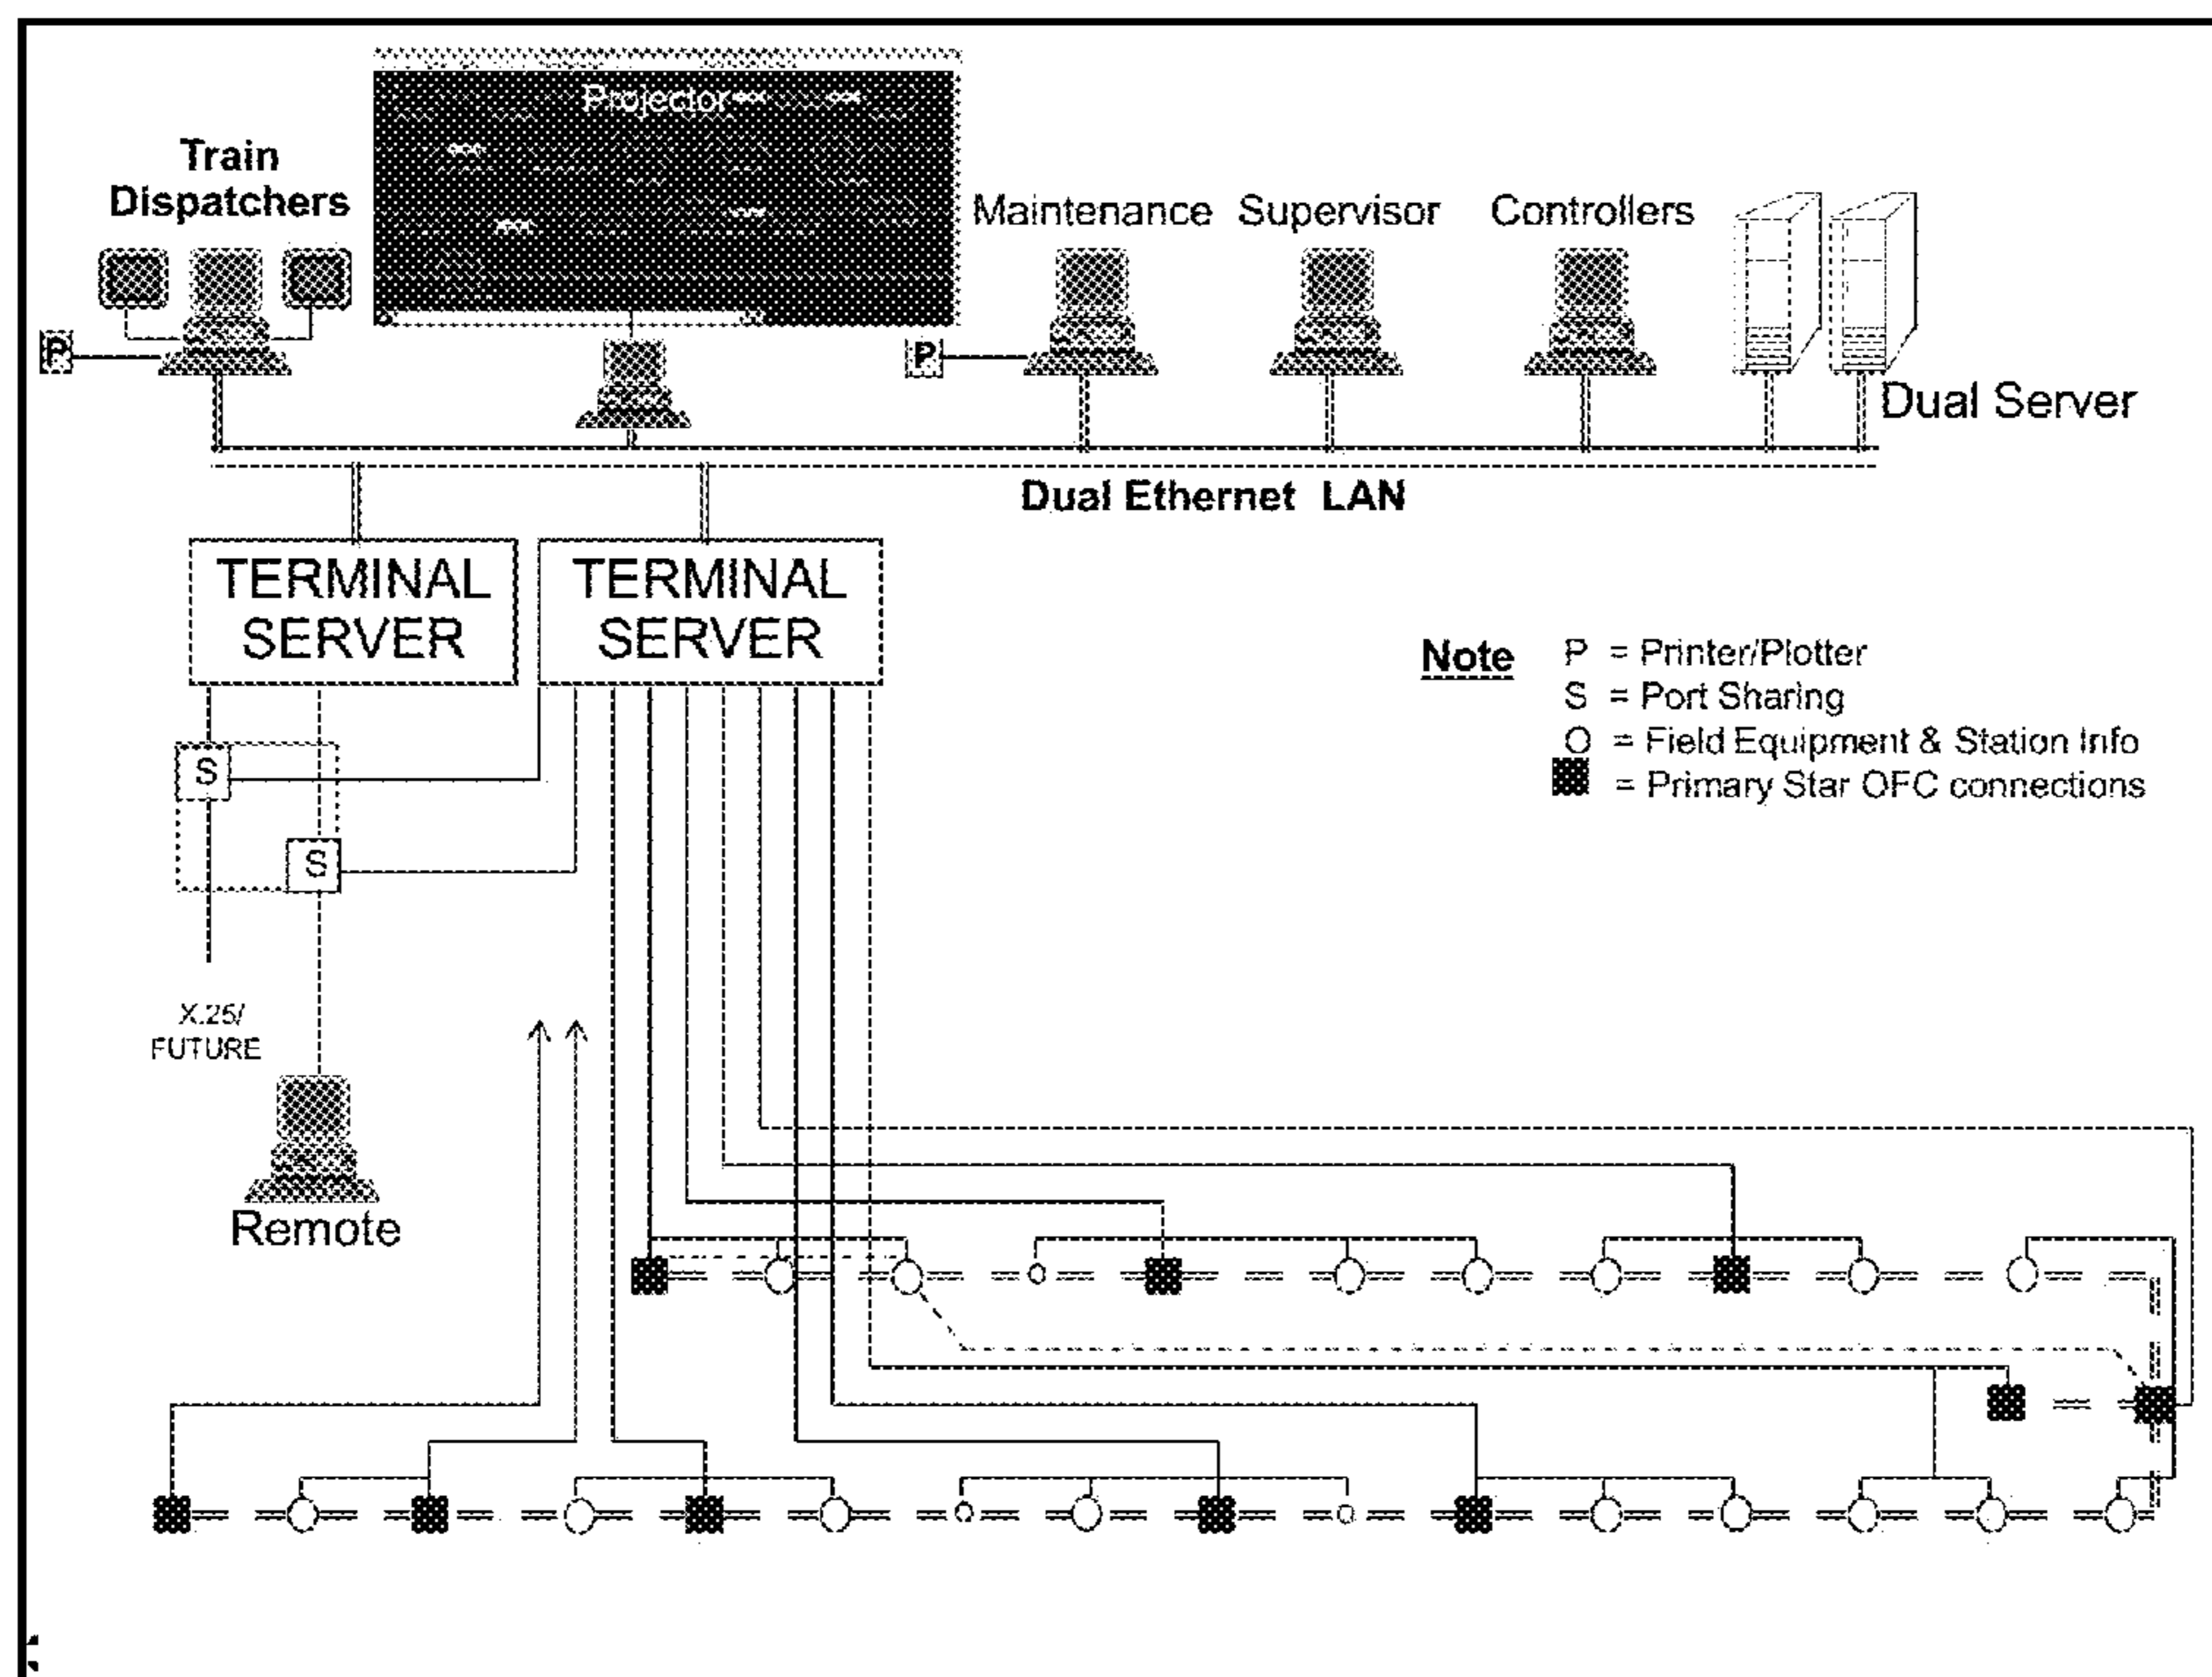 Projector
Train
Dispatchers
Maintenance
Supervisor
Controllers
P
P
Dual Server
Dual Ethernet LAN
TERMINAL
SERVER
TERMINAL
SERVER
Note
P = Printer/Plotter
S = Port Sharing
= Field Equipment & Station Info
= Primary Star OFC connections
S
S
X.25/
FUTURE
Remote